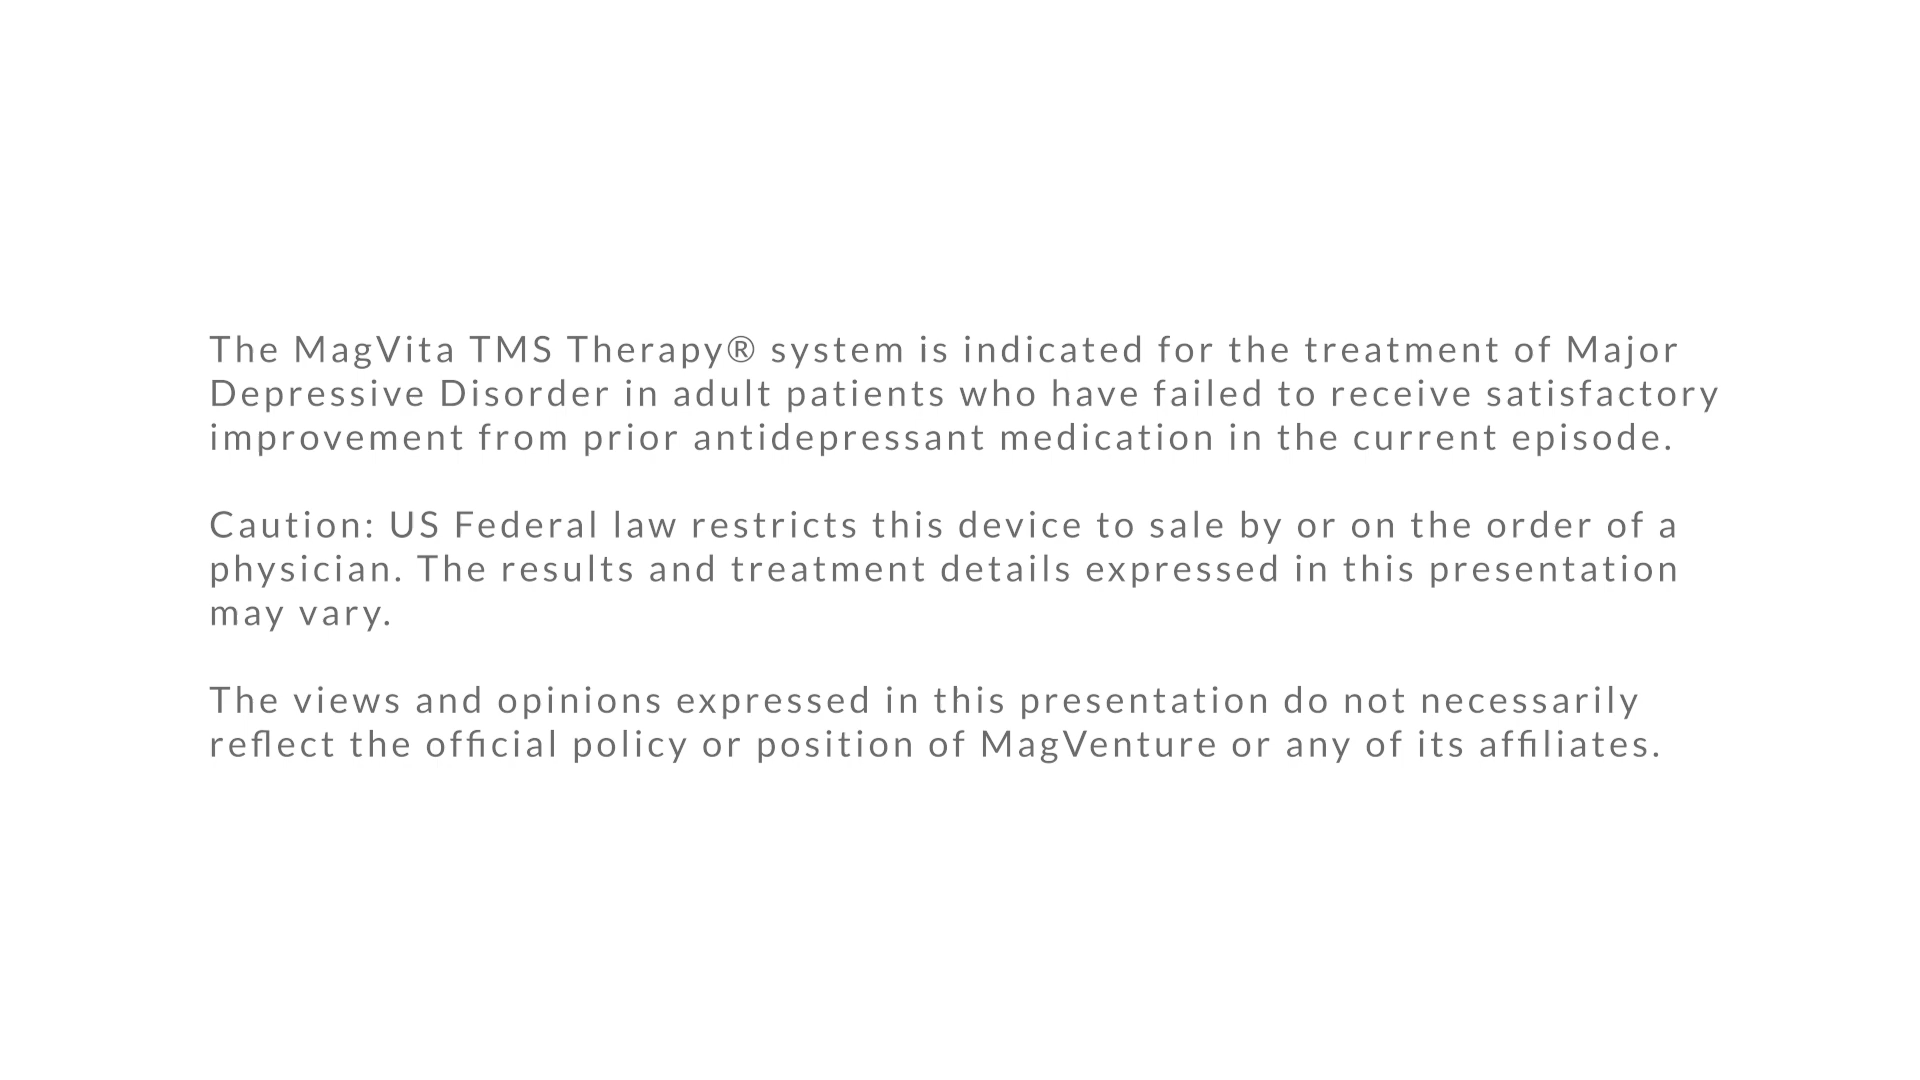 The MagVita TMS Therapy® system is indicated for the treatment of Major
Depressive Disorder in adult patients who have failed to receive satisfactory
improvement from prior antidepressant medication in the current episode.
Caution: US Federal law restricts this device to sale by or on the order of a
physician. The results and treatment details expressed in this presentation
may vary.
The views and opinions expressed in this presentation do not necessarily
reflect the official policy or position of MagVenture or any of its affiliates.